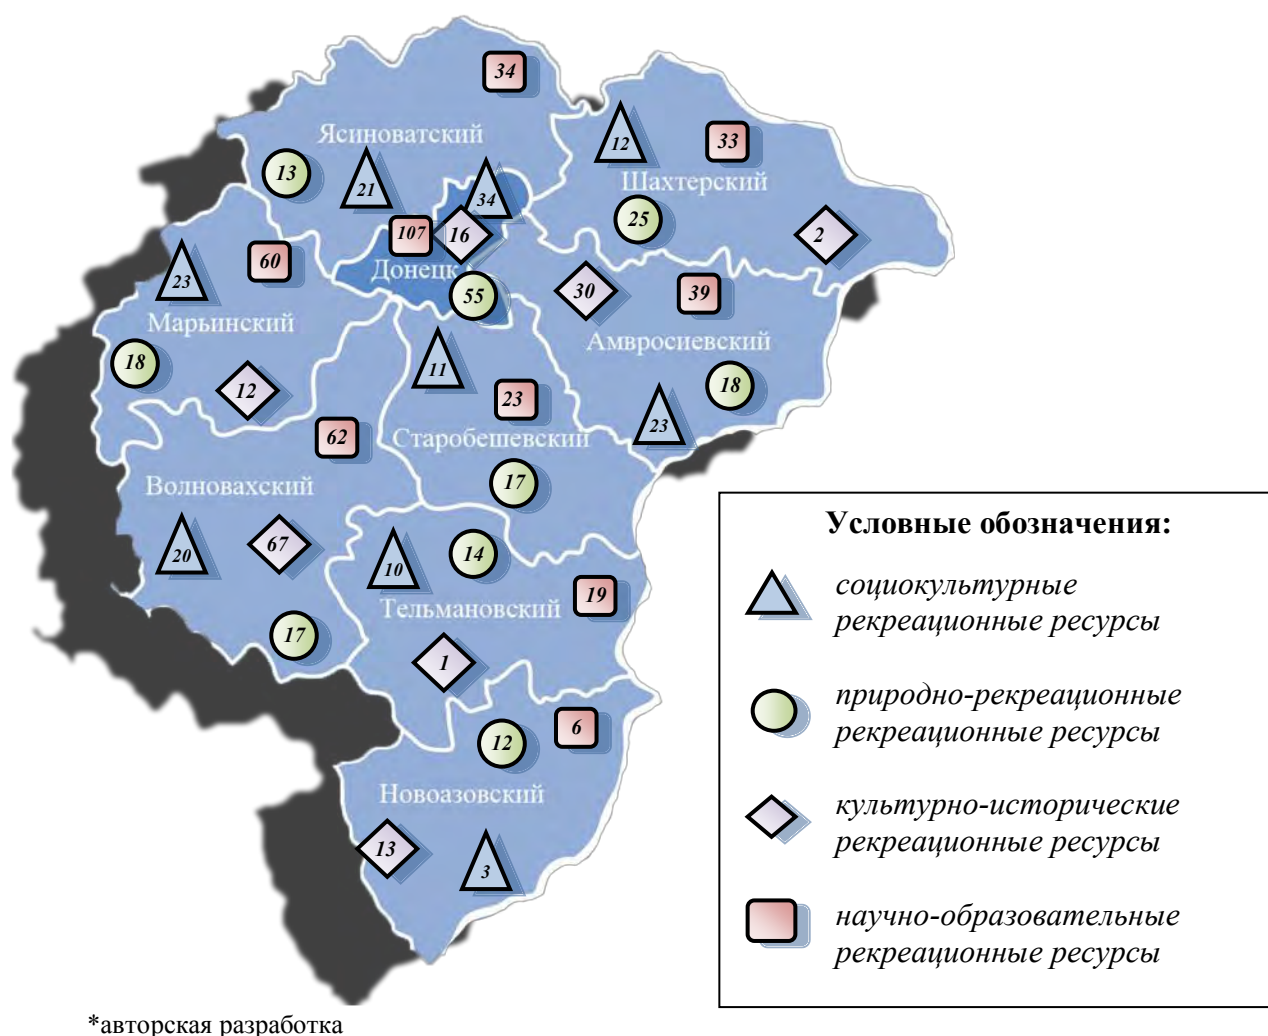 34
Ясиноватский
12
33
13
21
Шахтерский
34
25
107
16
2
Донецк
60
23
55
30
39
Марьинский
Амвросиевский
18
11
18
12
23
23
62
Старобешевский
Волновахский
17
20
67
14
10
19
Тельмановский
17
1
12
6
Новоазовский
13
3
Условные обозначения:
социокультурные
рекреационные ресурсы
природно-рекреационные
рекреационные ресурсы
культурно-исторические
рекреационные ресурсы
научно-образовательные
рекреационные ресурсы
*авторская разработка